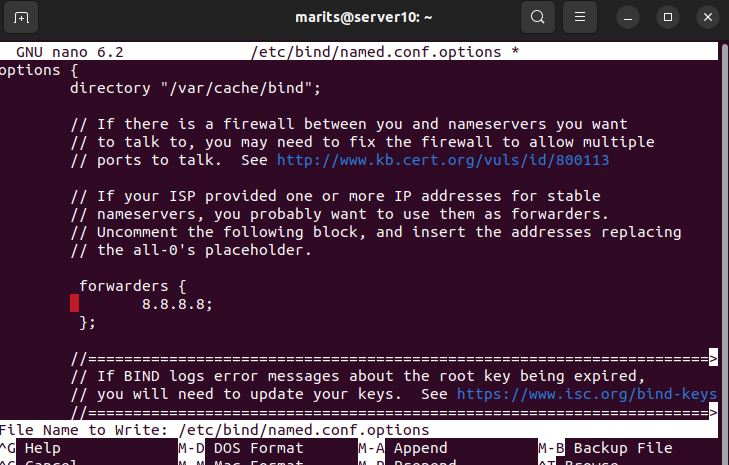 marits@server10: ~
GNU nano 6.2 /etc/bind/named.conf.options *
options {
directory "/var/cache/bind";
// If there is a firewall between you and nameservers you want
// to talk to, you may need to fix the firewall to allow multiple
// ports to talk.  See http://www.kb.cert.org/vuls/id/800113
// If your ISP provided one or more IP addresses for stable
// nameservers, you probably want to use them as forwarders.
// Uncomment the following block, and insert the addresses replacing
// the all-0's placeholder.
forwarders {
8.8.8.8;
};
//=====================================================================>
// If BIND logs error messages about the root key being expired,
// you will need to update your keys.  See https://www.isc.org/bind-keys
//=====================================================================>
File Name to Write: /etc/bind/named.conf.options
^G Help M-D DOS Format M-A Append M-B Backup File
^C Cancel M-M Mac Format M-P Prepend ^T Browse